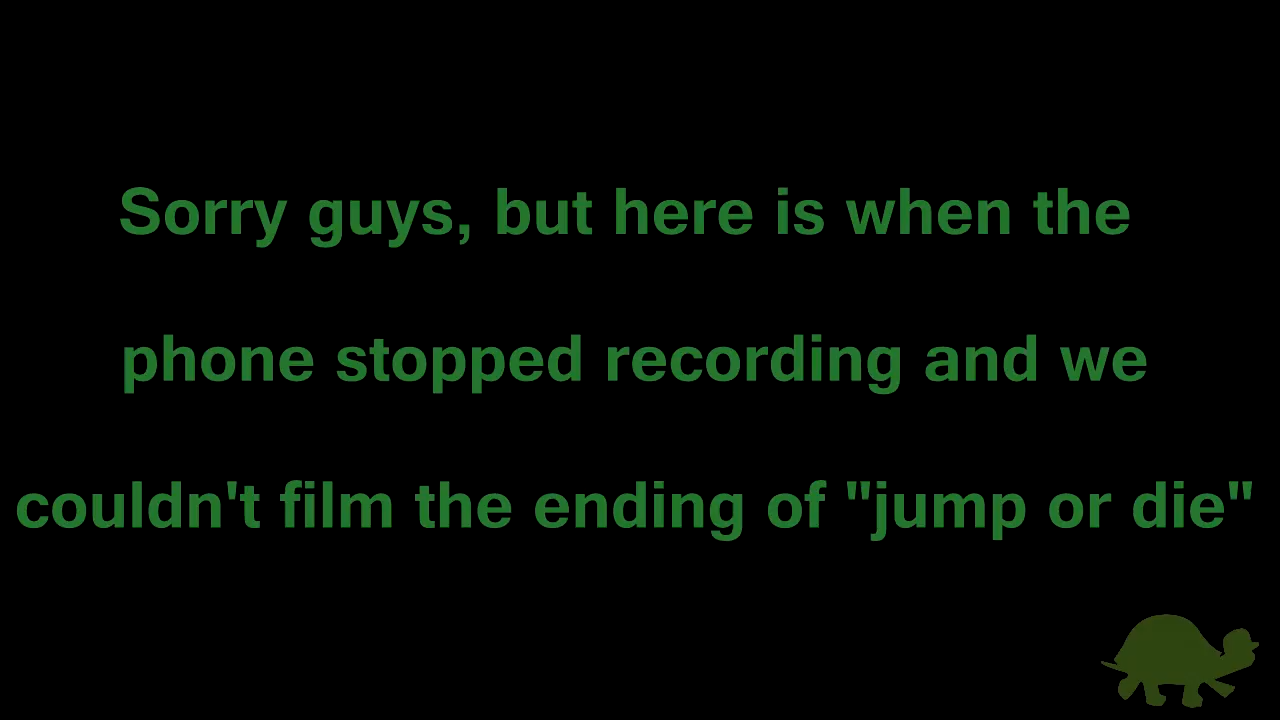 Sorry guys, but here is when the
phone stopped recording and we
couldn't film the ending of "jump or die"